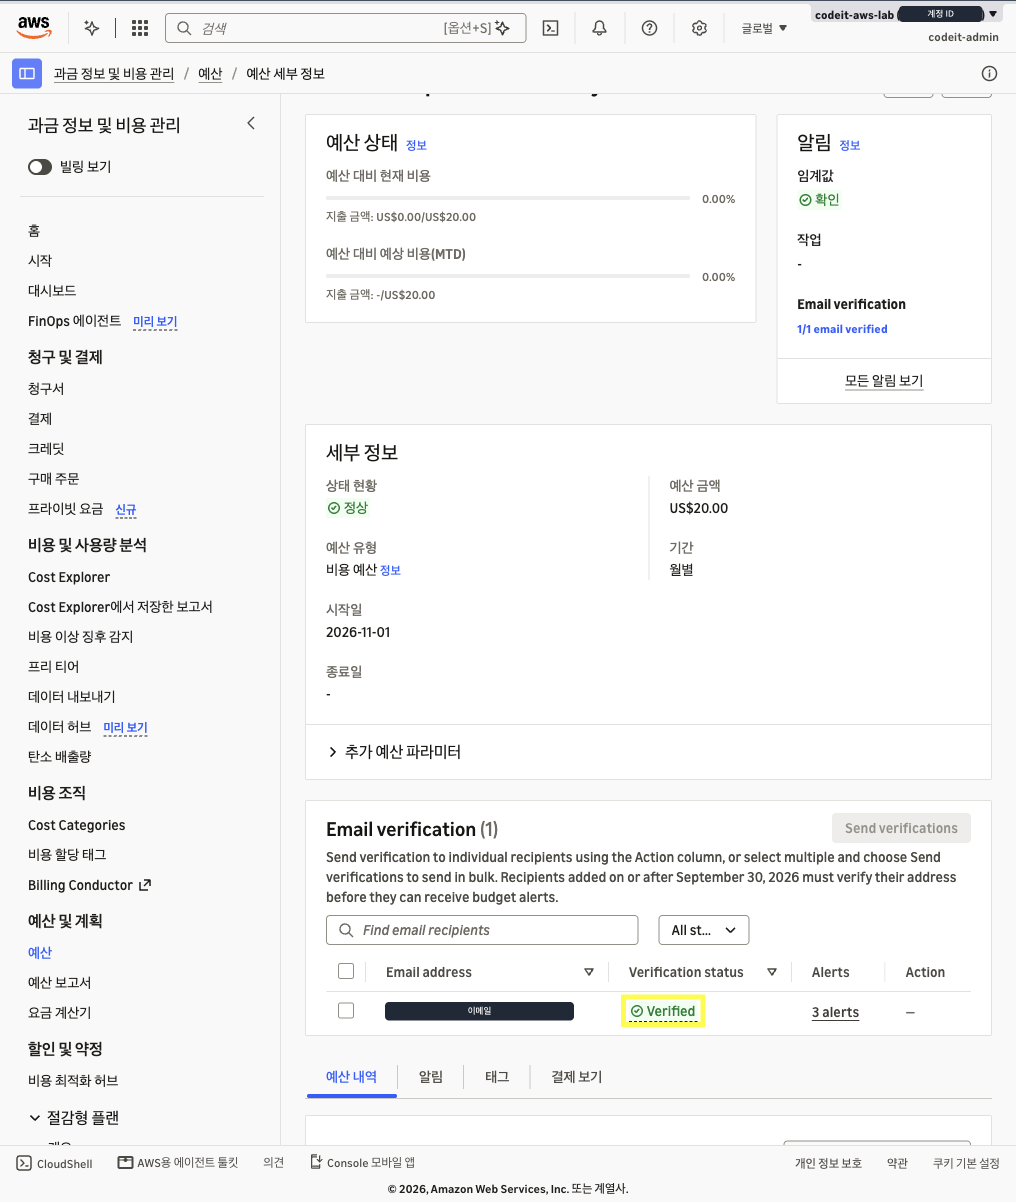 aws
검색
[옵션+S]
글로벌
codeit-aws-lab
계정 ID
codeit-admin
과금 정보 및 비용 관리 / 예산 / 예산 세부 정보
과금 정보 및 비용 관리
빌링 보기
홈
시작
대시보드
FinOps 에이전트 미리 보기
청구 및 결제
청구서
결제
크레딧
구매 주문
프라이빗 요금 신규
비용 및 사용량 분석
Cost Explorer
Cost Explorer에서 저장한 보고서
비용 이상 징후 감지
프리 티어
데이터 내보내기
데이터 허브 미리 보기
탄소 배출량
비용 조직
Cost Categories
비용 할당 태그
Billing Conductor
예산 및 계획
예산
예산 보고서
요금 계산기
할인 및 약정
비용 최적화 허브
절감형 플랜
예산 상태 정보
예산 대비 현재 비용
0.00%
지출 금액: US$0.00/US$20.00
예산 대비 예상 비용(MTD)
0.00%
지출 금액: -/US$20.00
알림 정보
임계값
확인
작업
-
Email verification
1/1 email verified
모든 알림 보기
세부 정보
상태 현황
정상
예산 금액
US$20.00
예산 유형
비용 예산 정보
기간
월별
시작일
2026-11-01
종료일
-
추가 예산 파라미터
Email verification (1)
Send verifications
Send verification to individual recipients using the Action column, or select multiple and choose Send
verifications to send in bulk. Recipients added on or after September 30, 2026 must verify their address
before they can receive budget alerts.
Find email recipients
All st...
Email address Verification status Alerts Action
이메일 Verified 3 alerts –
예산 내역 알림 태그 결제 보기
CloudShell AWS용 에이전트 툴킷 의견 Console 모바일 앱 개인 정보 보호 약관 쿠키 기본 설정
© 2026, Amazon Web Services, Inc. 또는 계열사.